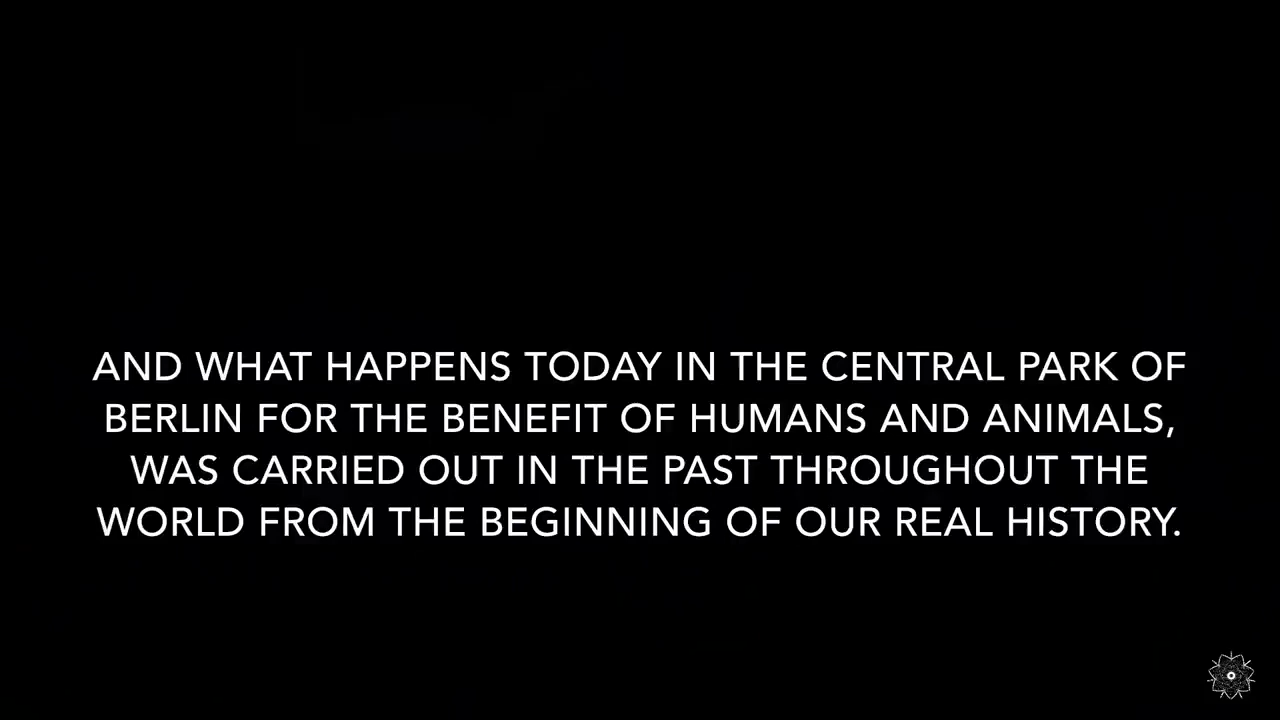 AND WHAT HAPPENS TODAY IN THE CENTRAL PARK OF
BERLIN FOR THE BENEFIT OF HUMANS AND ANIMALS,
WAS CARRIED OUT IN THE PAST THROUGHOUT THE
WORLD FROM THE BEGINNING OF OUR REAL HISTORY.